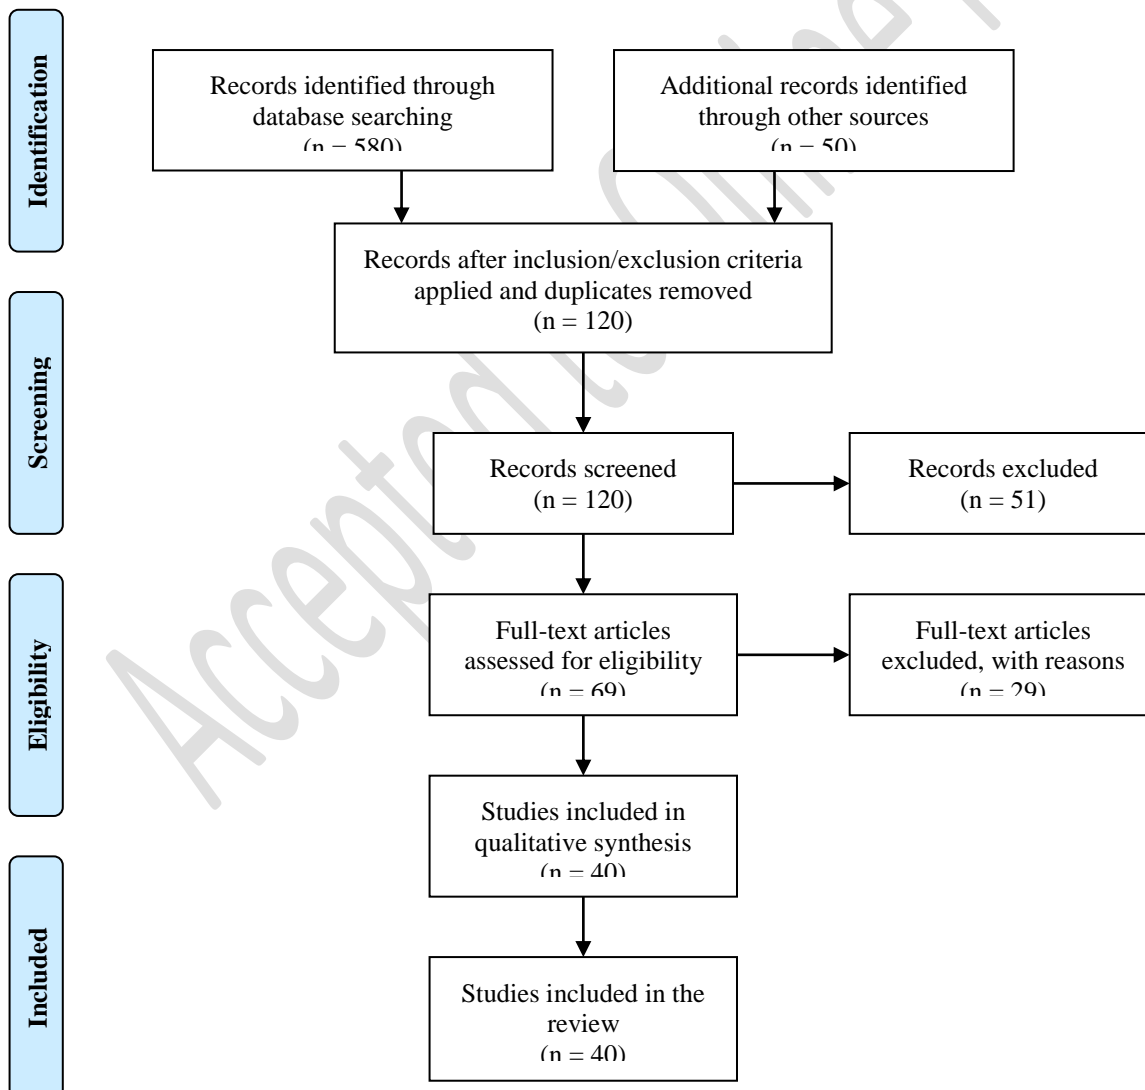 Identification
Records identified through
database searching
(n = 580)
Additional records identified
through other sources
(n = 50)
Records after inclusion/exclusion criteria
applied and duplicates removed
(n = 120)
Screening
Records screened
(n = 120)
Records excluded
(n = 51)
Eligibility
Full-text articles
assessed for eligibility
(n = 69)
Full-text articles
excluded, with reasons
(n = 29)
Studies included in
qualitative synthesis
(n = 40)
Included
Studies included in the
review
(n = 40)